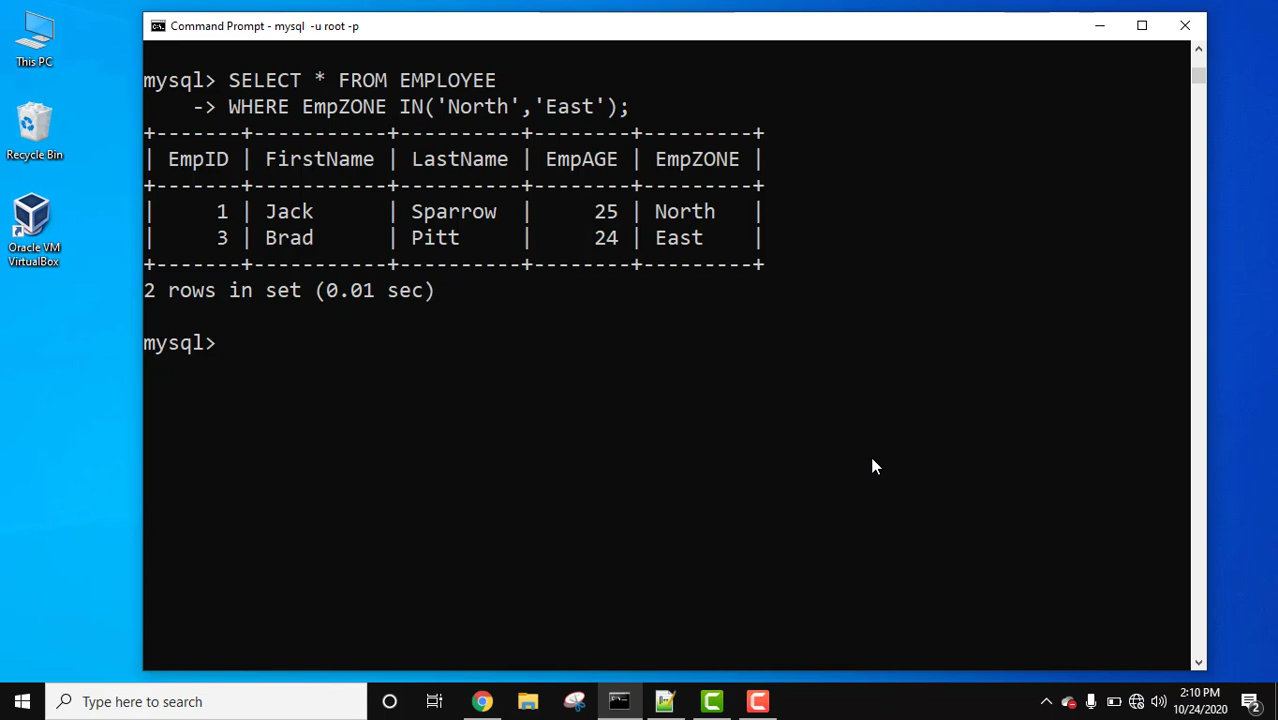 Command Prompt - mysql  -u root -p
This PC
Recycle Bin
Oracle VM
VirtualBox
mysql> SELECT * FROM EMPLOYEE
    -> WHERE EmpZONE IN('North','East');
+-------+-----------+----------+--------+---------+
| EmpID | FirstName | LastName | EmpAGE | EmpZONE |
+-------+-----------+----------+--------+---------+
|     1 | Jack      | Sparrow  |     25 | North   |
|     3 | Brad      | Pitt     |     24 | East    |
+-------+-----------+----------+--------+---------+
2 rows in set (0.01 sec)
mysql>
Type here to search
2:10 PM
10/24/2020
2